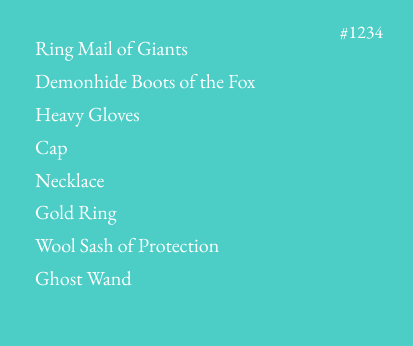 #1234
Ring Mail of Giants
Demonhide Boots of the Fox
Heavy Gloves
Cap
Necklace
Gold Ring
Wool Sash of Protection
Ghost Wand